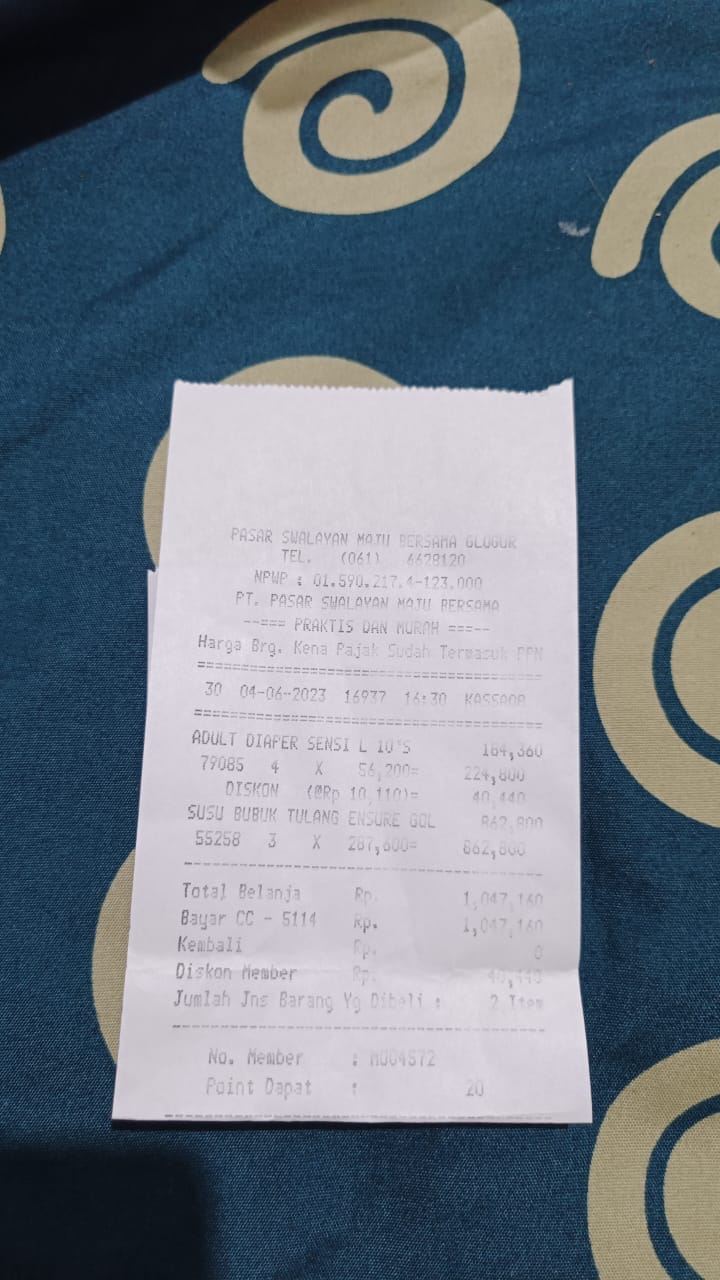 PASAR SWALAYAN MAJU BERSAMA GLUGUR
TEL. (061) 6628120
NPWP : 01.590.217.4-123.000
PT. PASAR SWALAYAN MAJU BERSAMA
--=== PRAKTIS DAN MURAH ===--
Harga Brg. Kena Pajak Sudah Termasuk PPN
========================================
30 04-06-2023 16937 16:30
========================================
ADULT DIAPER SENSI L 10'S 184,360
79085 4 X 56,200= 224,800
DISKON (@Rp 10,110)= 40,440
SUSU BUBUK TULANG ENSURE GOL 862,800
55258 3 X 287,600= 862,800
----------------------------------------
Total Belanja Rp. 1,047,160
Bayar CC - 5114 Rp. 1,047,160
Kembali Rp. 0
Diskon Member Rp. 40,440
Jumlah Jns Barang Yg Dibeli : 2 Item
----------------------------------------
No. Member :
Point Dapat : 20
----------------------------------------